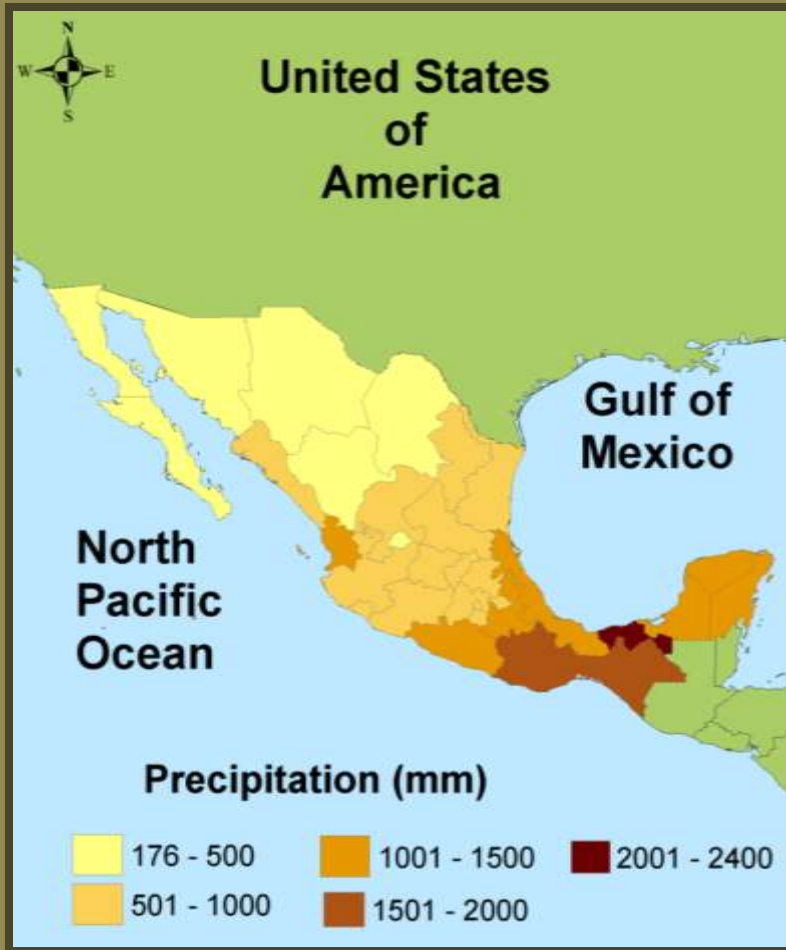 N
W E
S
United States
of
America
Gulf of
Mexico
North
Pacific
Ocean
Precipitation (mm)
176 - 500
1001 - 1500
2001 - 2400
501 - 1000
1501 - 2000